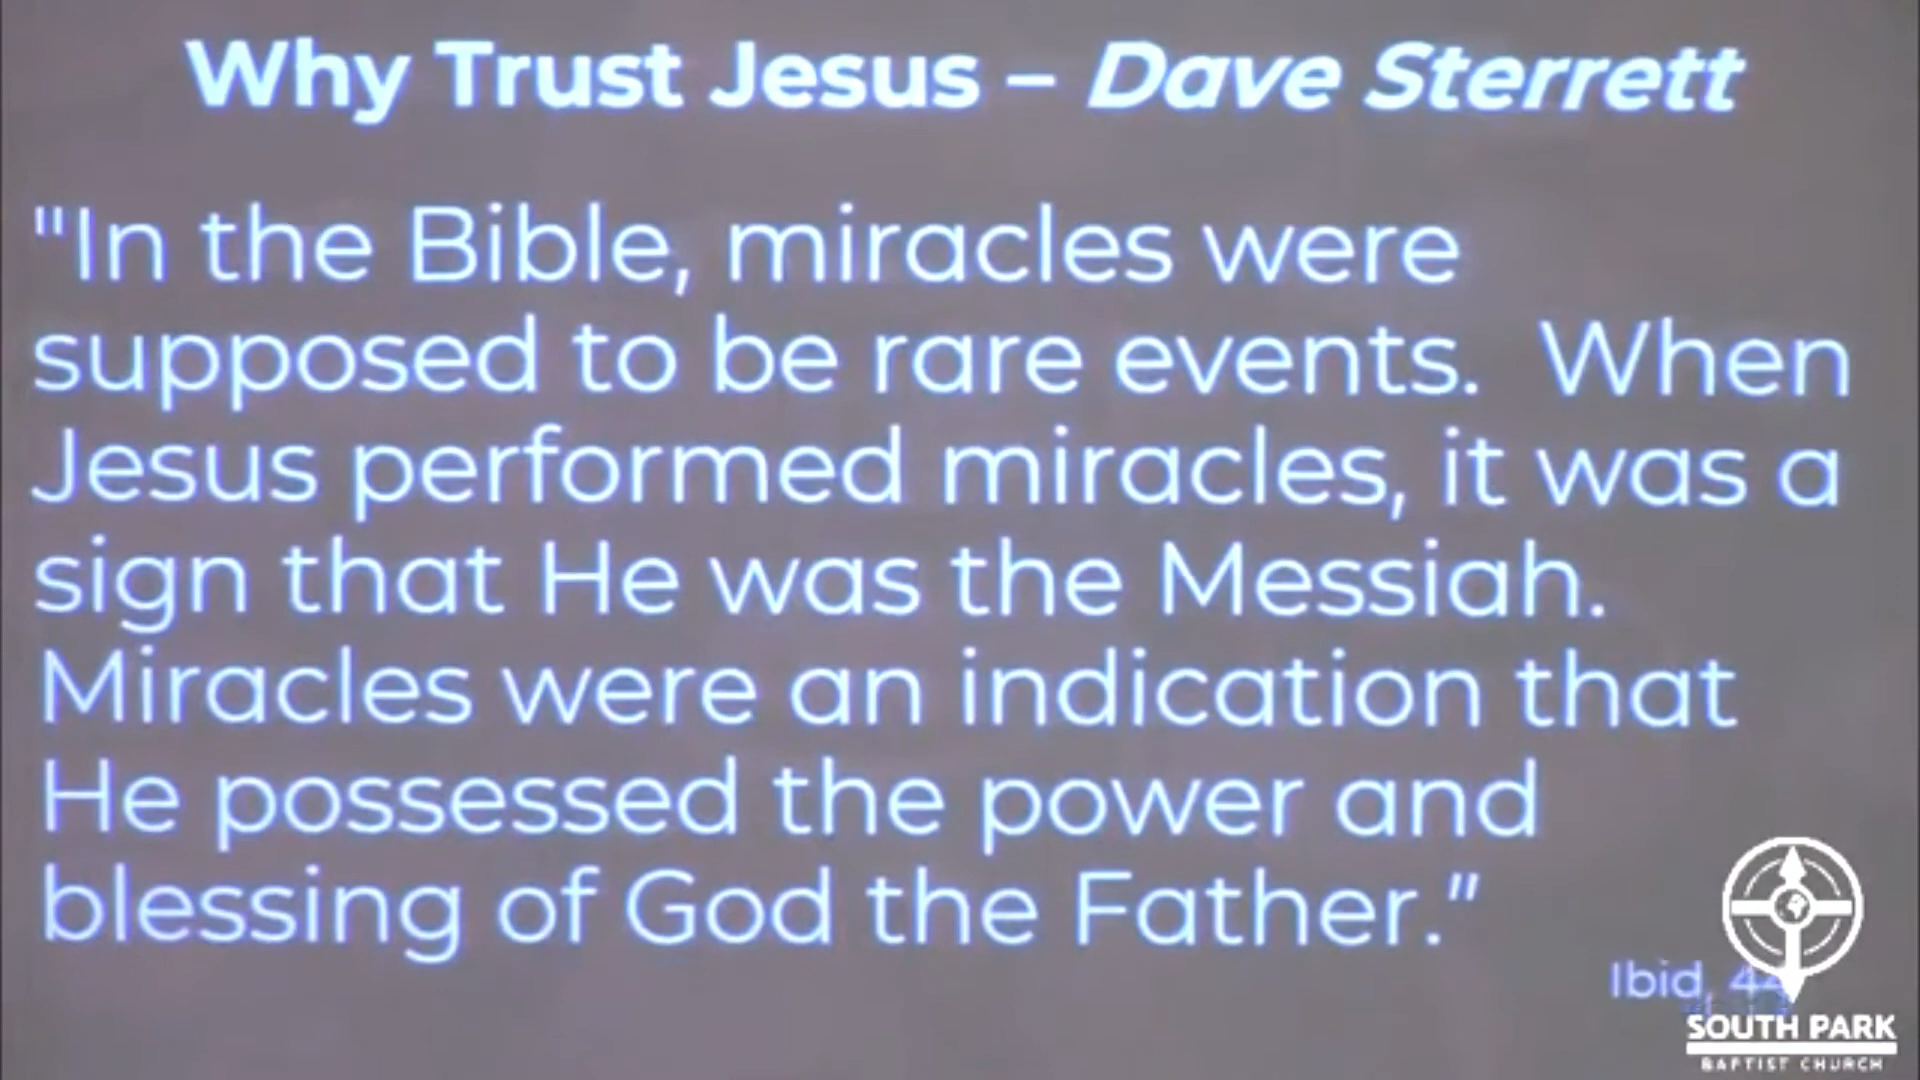 Why Trust Jesus – Dave Sterrett
"In the Bible, miracles were
supposed to be rare events.  When
Jesus performed miracles, it was a
sign that He was the Messiah.
Miracles were an indication that
He possessed the power and
blessing of God the Father."
Ibid,
SOUTH PARK
BAPTIST CHURCH